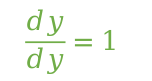 dy/dy = 1